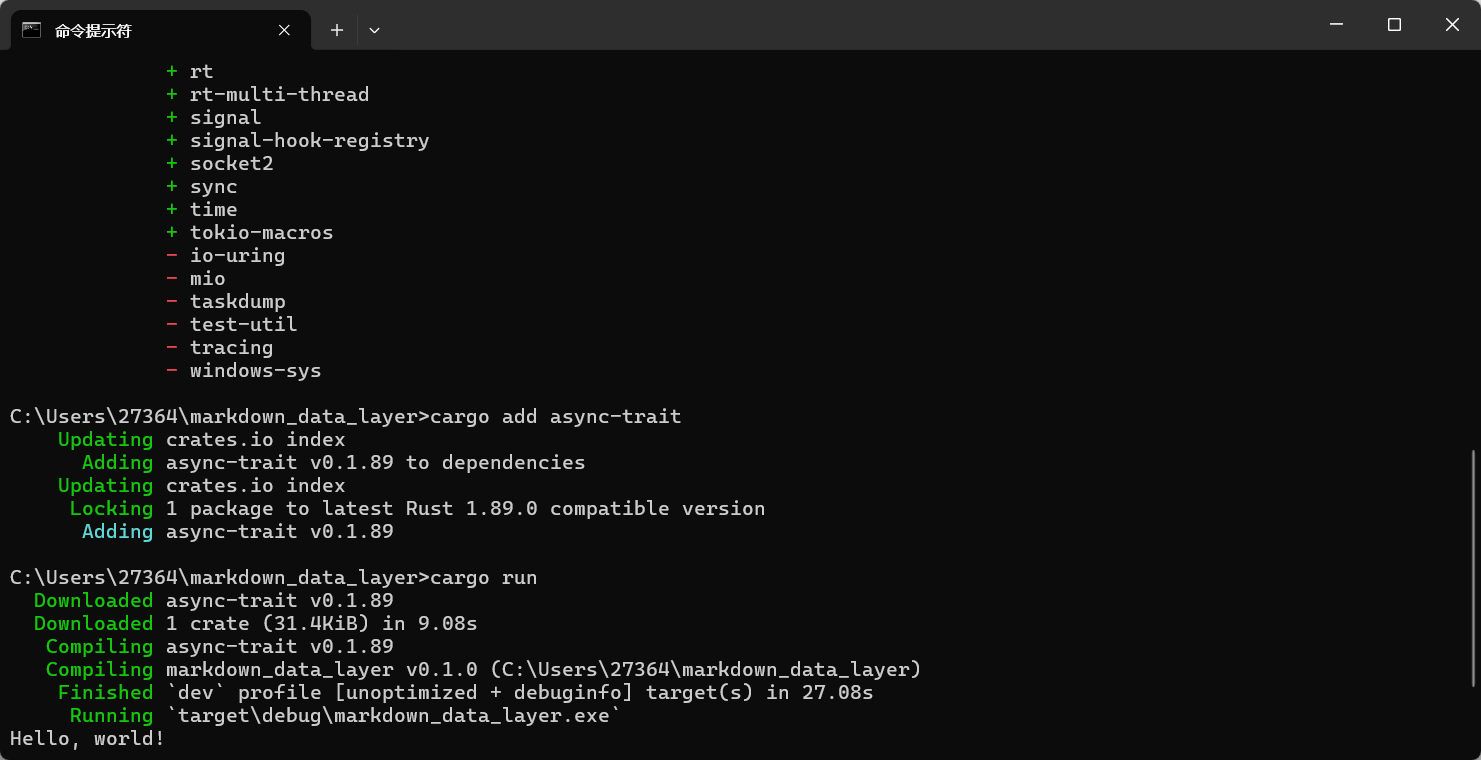 命令提示符
+ rt
+ rt-multi-thread
+ signal
+ signal-hook-registry
+ socket2
+ sync
+ time
+ tokio-macros
- io-uring
- mio
- taskdump
- test-util
- tracing
- windows-sys
C:\Users\27364\markdown_data_layer>cargo add async-trait
Updating crates.io index
Adding async-trait v0.1.89 to dependencies
Updating crates.io index
Locking 1 package to latest Rust 1.89.0 compatible version
Adding async-trait v0.1.89
C:\Users\27364\markdown_data_layer>cargo run
Downloaded async-trait v0.1.89
Downloaded 1 crate (31.4KiB) in 9.08s
Compiling async-trait v0.1.89
Compiling markdown_data_layer v0.1.0 (C:\Users\27364\markdown_data_layer)
Finished `dev` profile [unoptimized + debuginfo] target(s) in 27.08s
Running `target\debug\markdown_data_layer.exe`
Hello, world!